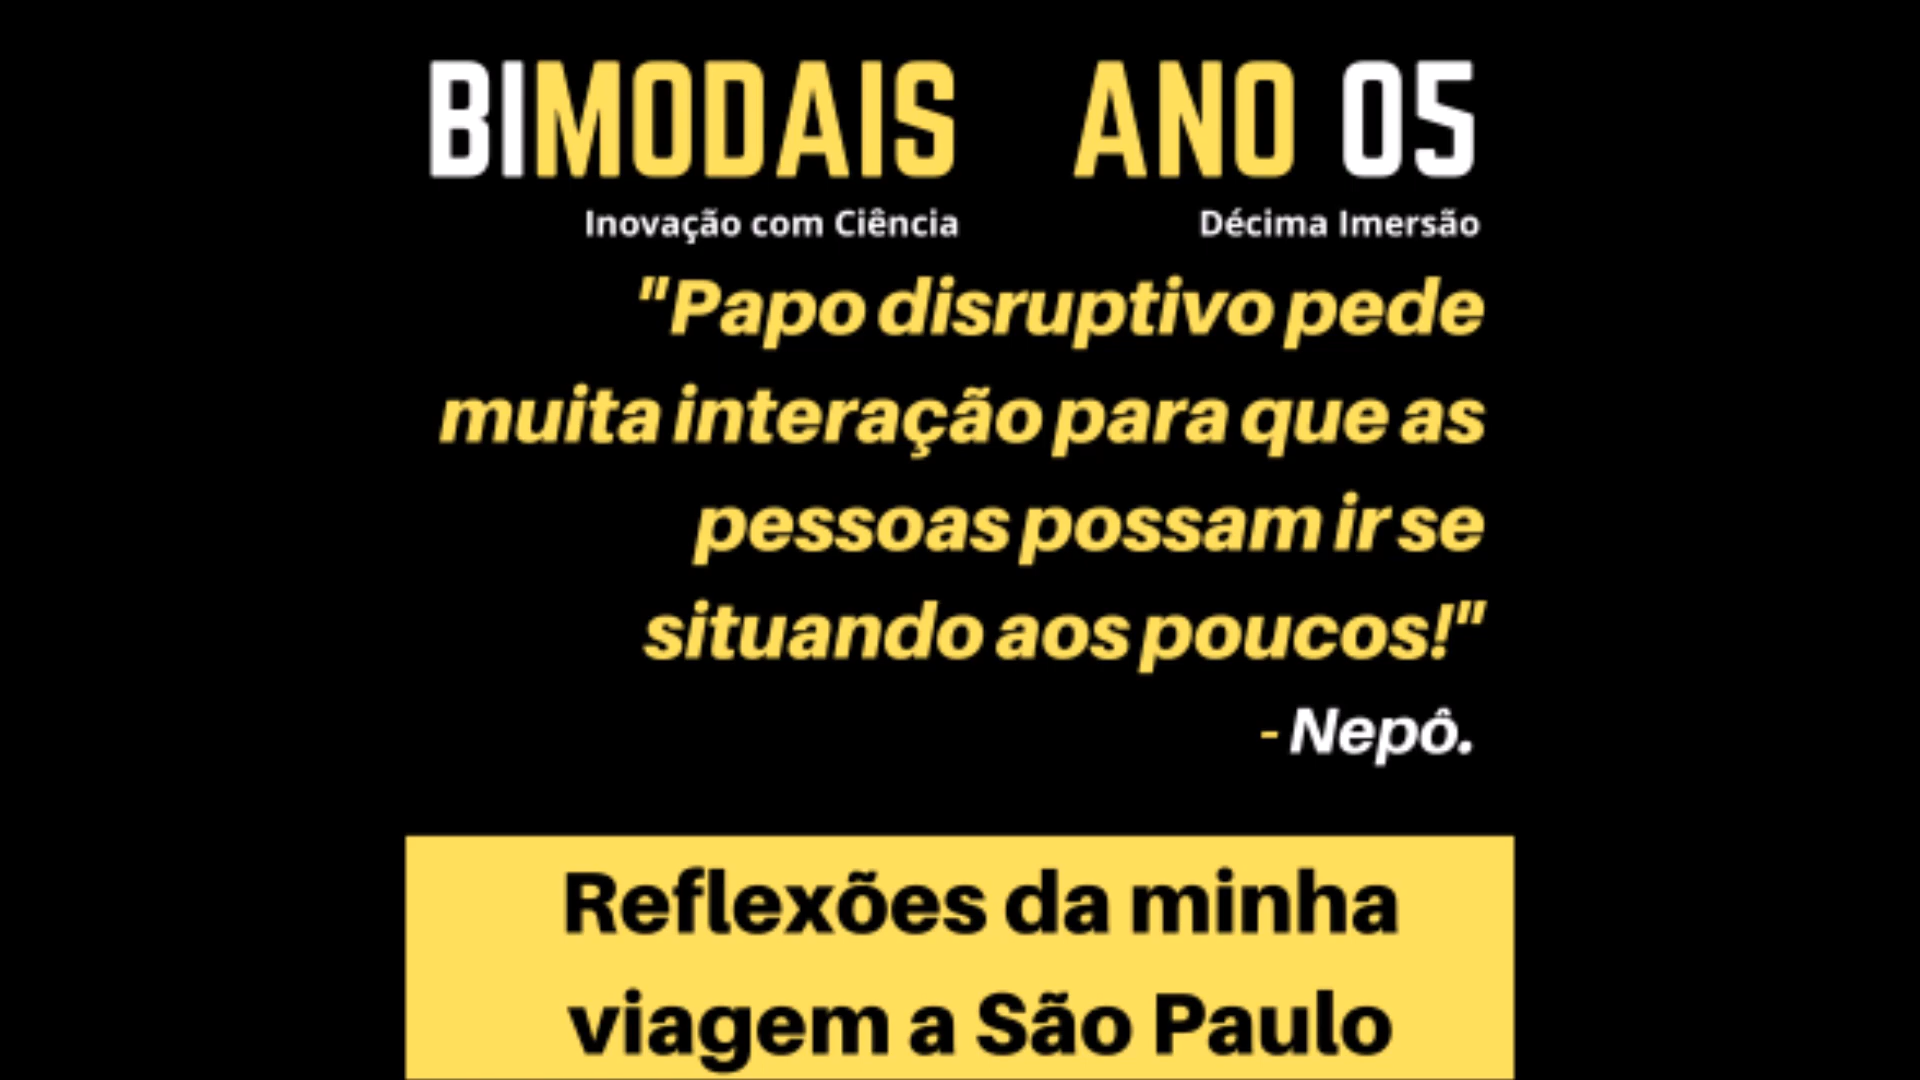 BIMODAIS ANO 05
Inovação com Ciência Décima Imersão
"Papo disruptivo pede
muita interação para que as
pessoas possam ir se
situando aos poucos!"
- Nepô.
Reflexões da minha
viagem a São Paulo